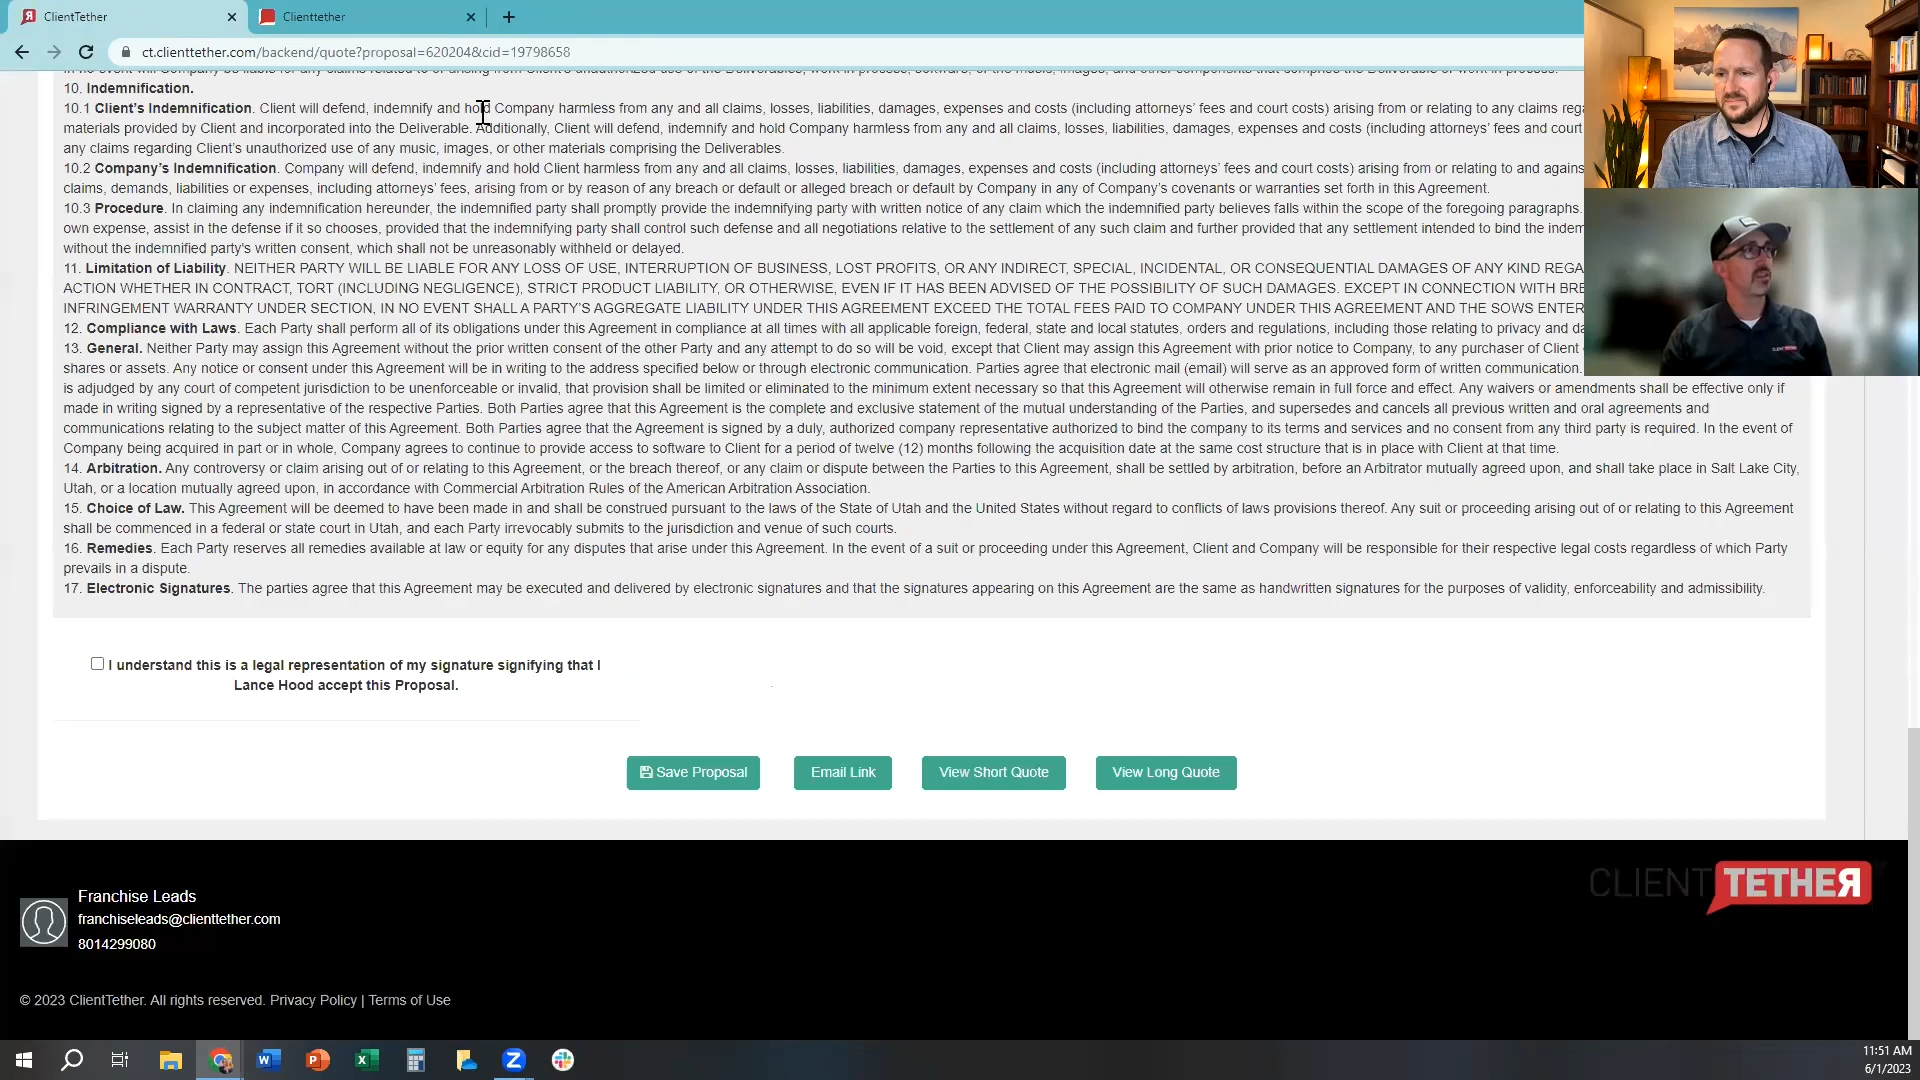 ClientTether
Clienttether
ct.clienttether.com/backend/quote?proposal=620204&cid=19798658
In no event will Company be liable for any claims related to or arising from Client's unauthorized use of the Deliverables, work in process, software, or the music, images, and other components that comprise the Deliverable or work in process.
10. Indemnification.
10.1 Client's Indemnification. Client will defend, indemnify and hold Company harmless from any and all claims, losses, liabilities, damages, expenses and costs (including attorneys' fees and court costs) arising from or relating to any claims rega
materials provided by Client and incorporated into the Deliverable. Additionally, Client will defend, indemnify and hold Company harmless from any and all claims, losses, liabilities, damages, expenses and costs (including attorneys' fees and court
any claims regarding Client's unauthorized use of any music, images, or other materials comprising the Deliverables.
10.2 Company's Indemnification. Company will defend, indemnify and hold Client harmless from any and all claims, losses, liabilities, damages, expenses and costs (including attorneys' fees and court costs) arising from or relating to and agains
claims, demands, liabilities or expenses, including attorneys' fees, arising from or by reason of any breach or default or alleged breach or default by Company in any of Company's covenants or warranties set forth in this Agreement.
10.3 Procedure. In claiming any indemnification hereunder, the indemnified party shall promptly provide the indemnifying party with written notice of any claim which the indemnified party believes falls within the scope of the foregoing paragraphs.
own expense, assist in the defense if it so chooses, provided that the indemnifying party shall control such defense and all negotiations relative to the settlement of any such claim and further provided that any settlement intended to bind the indem
without the indemnified party's written consent, which shall not be unreasonably withheld or delayed.
11. Limitation of Liability. NEITHER PARTY WILL BE LIABLE FOR ANY LOSS OF USE, INTERRUPTION OF BUSINESS, LOST PROFITS, OR ANY INDIRECT, SPECIAL, INCIDENTAL, OR CONSEQUENTIAL DAMAGES OF ANY KIND REGA
ACTION WHETHER IN CONTRACT, TORT (INCLUDING NEGLIGENCE), STRICT PRODUCT LIABILITY, OR OTHERWISE, EVEN IF IT HAS BEEN ADVISED OF THE POSSIBILITY OF SUCH DAMAGES. EXCEPT IN CONNECTION WITH BRE
INFRINGEMENT WARRANTY UNDER SECTION, IN NO EVENT SHALL A PARTY'S AGGREGATE LIABILITY UNDER THIS AGREEMENT EXCEED THE TOTAL FEES PAID TO COMPANY UNDER THIS AGREEMENT AND THE SOWS ENTER
12. Compliance with Laws. Each Party shall perform all of its obligations under this Agreement in compliance at all times with all applicable foreign, federal, state and local statutes, orders and regulations, including those relating to privacy and da
13. General. Neither Party may assign this Agreement without the prior written consent of the other Party and any attempt to do so will be void, except that Client may assign this Agreement with prior notice to Company, to any purchaser of Client
shares or assets. Any notice or consent under this Agreement will be in writing to the address specified below or through electronic communication. Parties agree that electronic mail (email) will serve as an approved form of written communication.
is adjudged by any court of competent jurisdiction to be unenforceable or invalid, that provision shall be limited or eliminated to the minimum extent necessary so that this Agreement will otherwise remain in full force and effect. Any waivers or amendments shall be effective only if
made in writing signed by a representative of the respective Parties. Both Parties agree that this Agreement is the complete and exclusive statement of the mutual understanding of the Parties, and supersedes and cancels all previous written and oral agreements and
communications relating to the subject matter of this Agreement. Both Parties agree that the Agreement is signed by a duly, authorized company representative authorized to bind the company to its terms and services and no consent from any third party is required. In the event of
Company being acquired in part or in whole, Company agrees to continue to provide access to software to Client for a period of twelve (12) months following the acquisition date at the same cost structure that is in place with Client at that time.
14. Arbitration. Any controversy or claim arising out of or relating to this Agreement, or the breach thereof, or any claim or dispute between the Parties to this Agreement, shall be settled by arbitration, before an Arbitrator mutually agreed upon, and shall take place in Salt Lake City,
Utah, or a location mutually agreed upon, in accordance with Commercial Arbitration Rules of the American Arbitration Association.
15. Choice of Law. This Agreement will be deemed to have been made in and shall be construed pursuant to the laws of the State of Utah and the United States without regard to conflicts of laws provisions thereof. Any suit or proceeding arising out of or relating to this Agreement
shall be commenced in a federal or state court in Utah, and each Party irrevocably submits to the jurisdiction and venue of such courts.
16. Remedies. Each Party reserves all remedies available at law or equity for any disputes that arise under this Agreement. In the event of a suit or proceeding under this Agreement, Client and Company will be responsible for their respective legal costs regardless of which Party
prevails in a dispute.
17. Electronic Signatures. The parties agree that this Agreement may be executed and delivered by electronic signatures and that the signatures appearing on this Agreement are the same as handwritten signatures for the purposes of validity, enforceability and admissibility.
I understand this is a legal representation of my signature signifying that I
Lance Hood accept this Proposal.
Save Proposal
Email Link
View Short Quote
View Long Quote
CLIENT TETHER
Franchise Leads
franchiseleads@clienttether.com
8014299080
© 2023 ClientTether. All rights reserved. Privacy Policy | Terms of Use
11:51 AM
6/1/2023